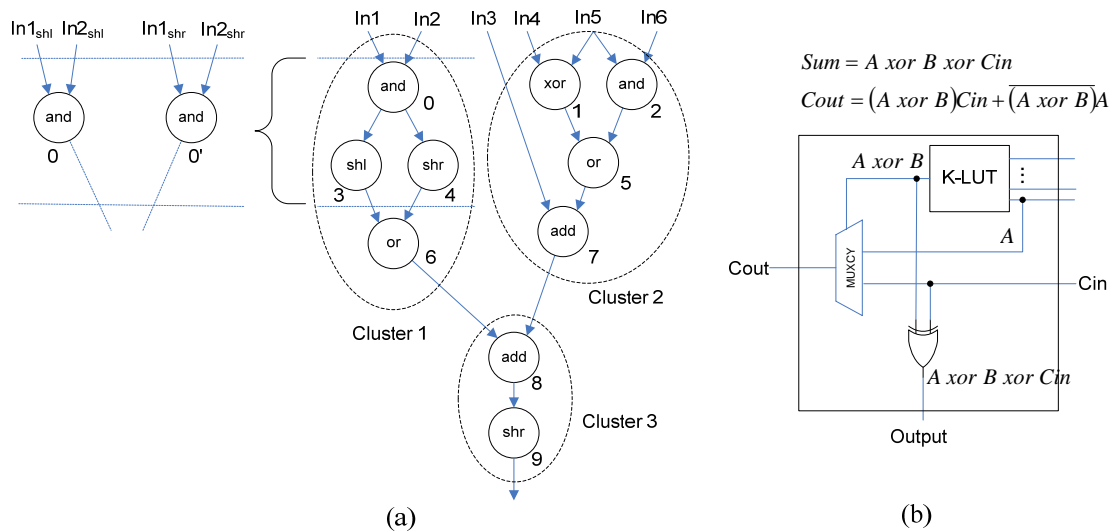 In1shl In2shl
In1shr In2shr
and
0
and
0'
In1
In2
In3
In4
In5
In6
and
0
shl
3
shr
4
or
6
Cluster 1
xor
1
and
2
or
5
add
7
Cluster 2
add
8
shr
9
Cluster 3
(a)
Sum = A xor B xor Cin
Cout = (A xor B)Cin + (A xor B)A
A xor B
K-LUT
⋮
A
MUXCY
Cout
Cin
A xor B xor Cin
Output
(b)